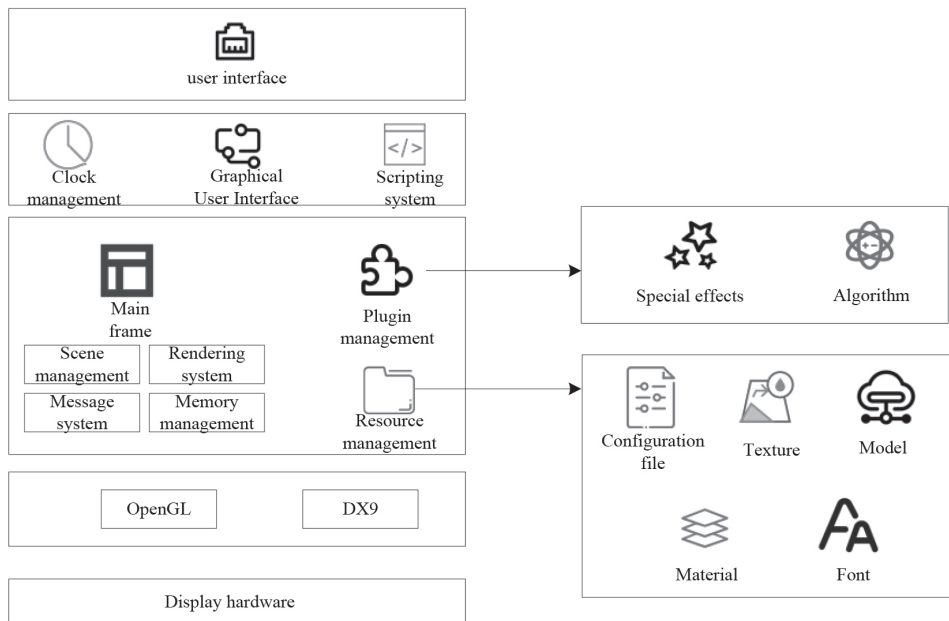 user interface
Clock
management
Graphical
User Interface
Scripting
system
Main
frame
Scene
management
Rendering
system
Message
system
Memory
management
Plugin
management
Resource
management
Special effects
Algorithm
Configuration
file
Texture
Model
Material
Font
OpenGL
DX9
Display hardware